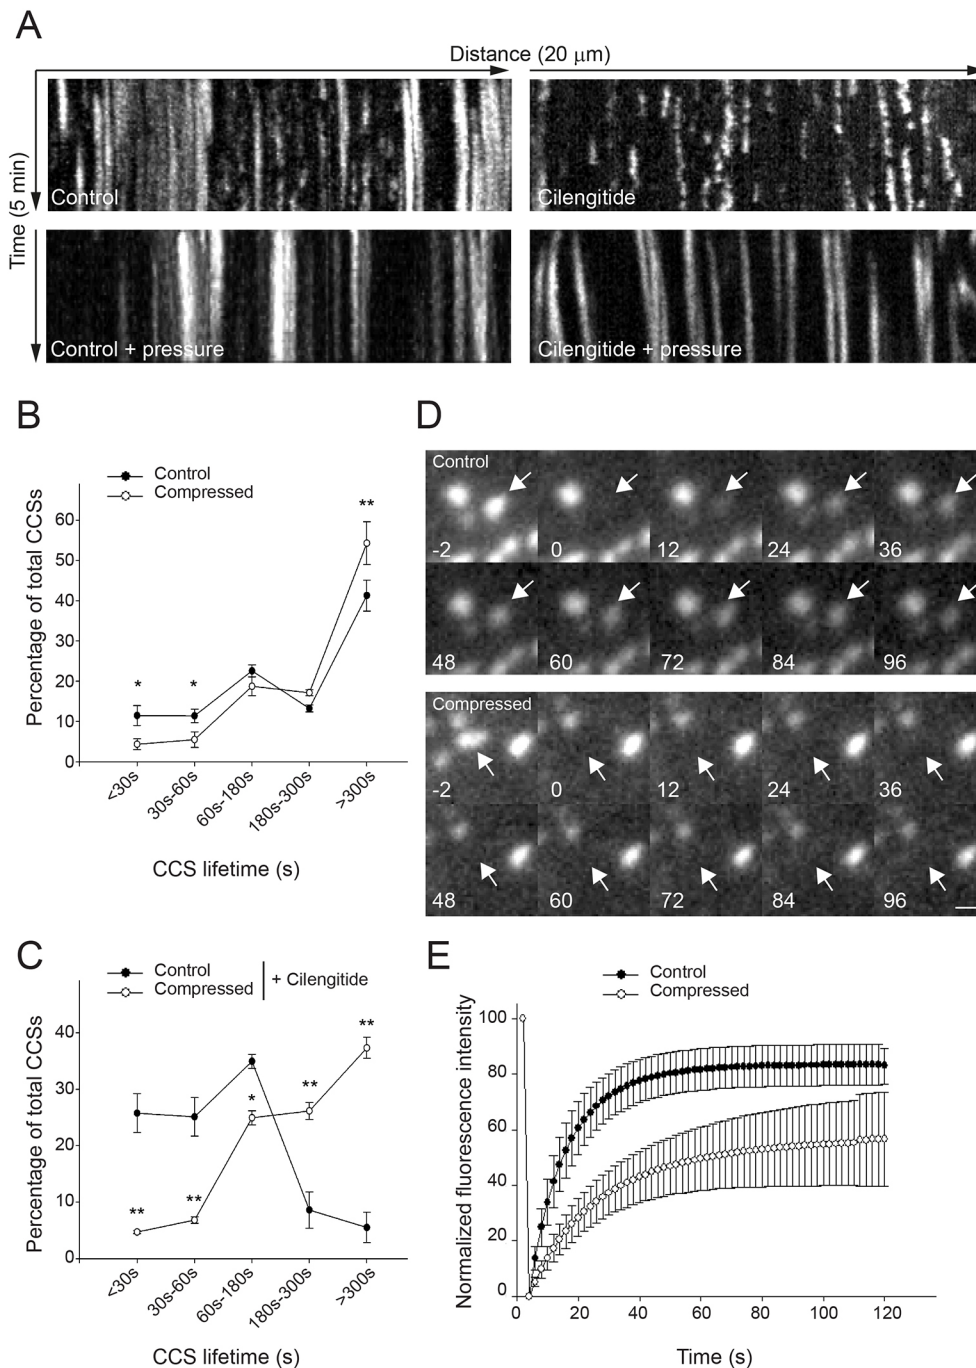 A
Distance (20 μm)
Time (5 min)
Control
Cilengitide
Control + pressure
Cilengitide + pressure
B
Control
Compressed
Percentage of total CCSs
60
50
40
30
20
10
0
*
*
**
<30s
30s-60s
60s-180s
180s-300s
>300s
CCS lifetime (s)
D
Control
-2
0
12
24
36
48
60
72
84
96
Compressed
-2
0
12
24
36
48
60
72
84
96
C
Control
Compressed
+ Cilengitide
Percentage of total CCSs
40
30
20
10
0
**
**
*
**
**
<30s
30s-60s
60s-180s
180s-300s
>300s
CCS lifetime (s)
E
Control
Compressed
Normalized fluorescence intensity
100
80
60
40
20
0
0
20
40
60
80
100
120
Time (s)